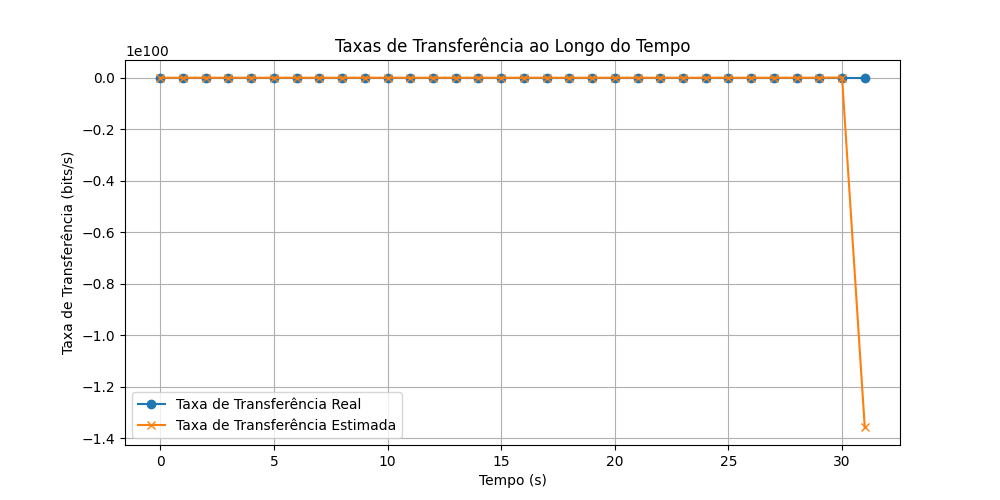 Taxas de Transferência ao Longo do Tempo
1e100
0.0
−0.2
−0.4
−0.6
−0.8
−1.0
−1.2
−1.4
Taxa de Transferência (bits/s)
Taxa de Transferência Real
Taxa de Transferência Estimada
0 5 10 15 20 25 30
Tempo (s)